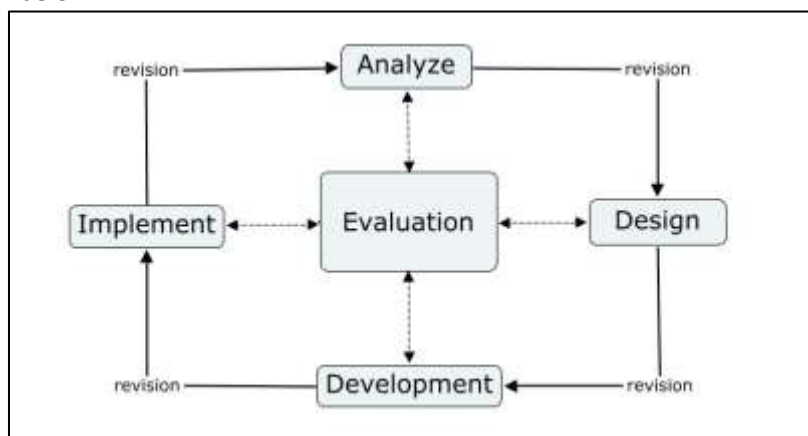 revision
Analyze
revision
Implement
Evaluation
Design
revision
Development
revision